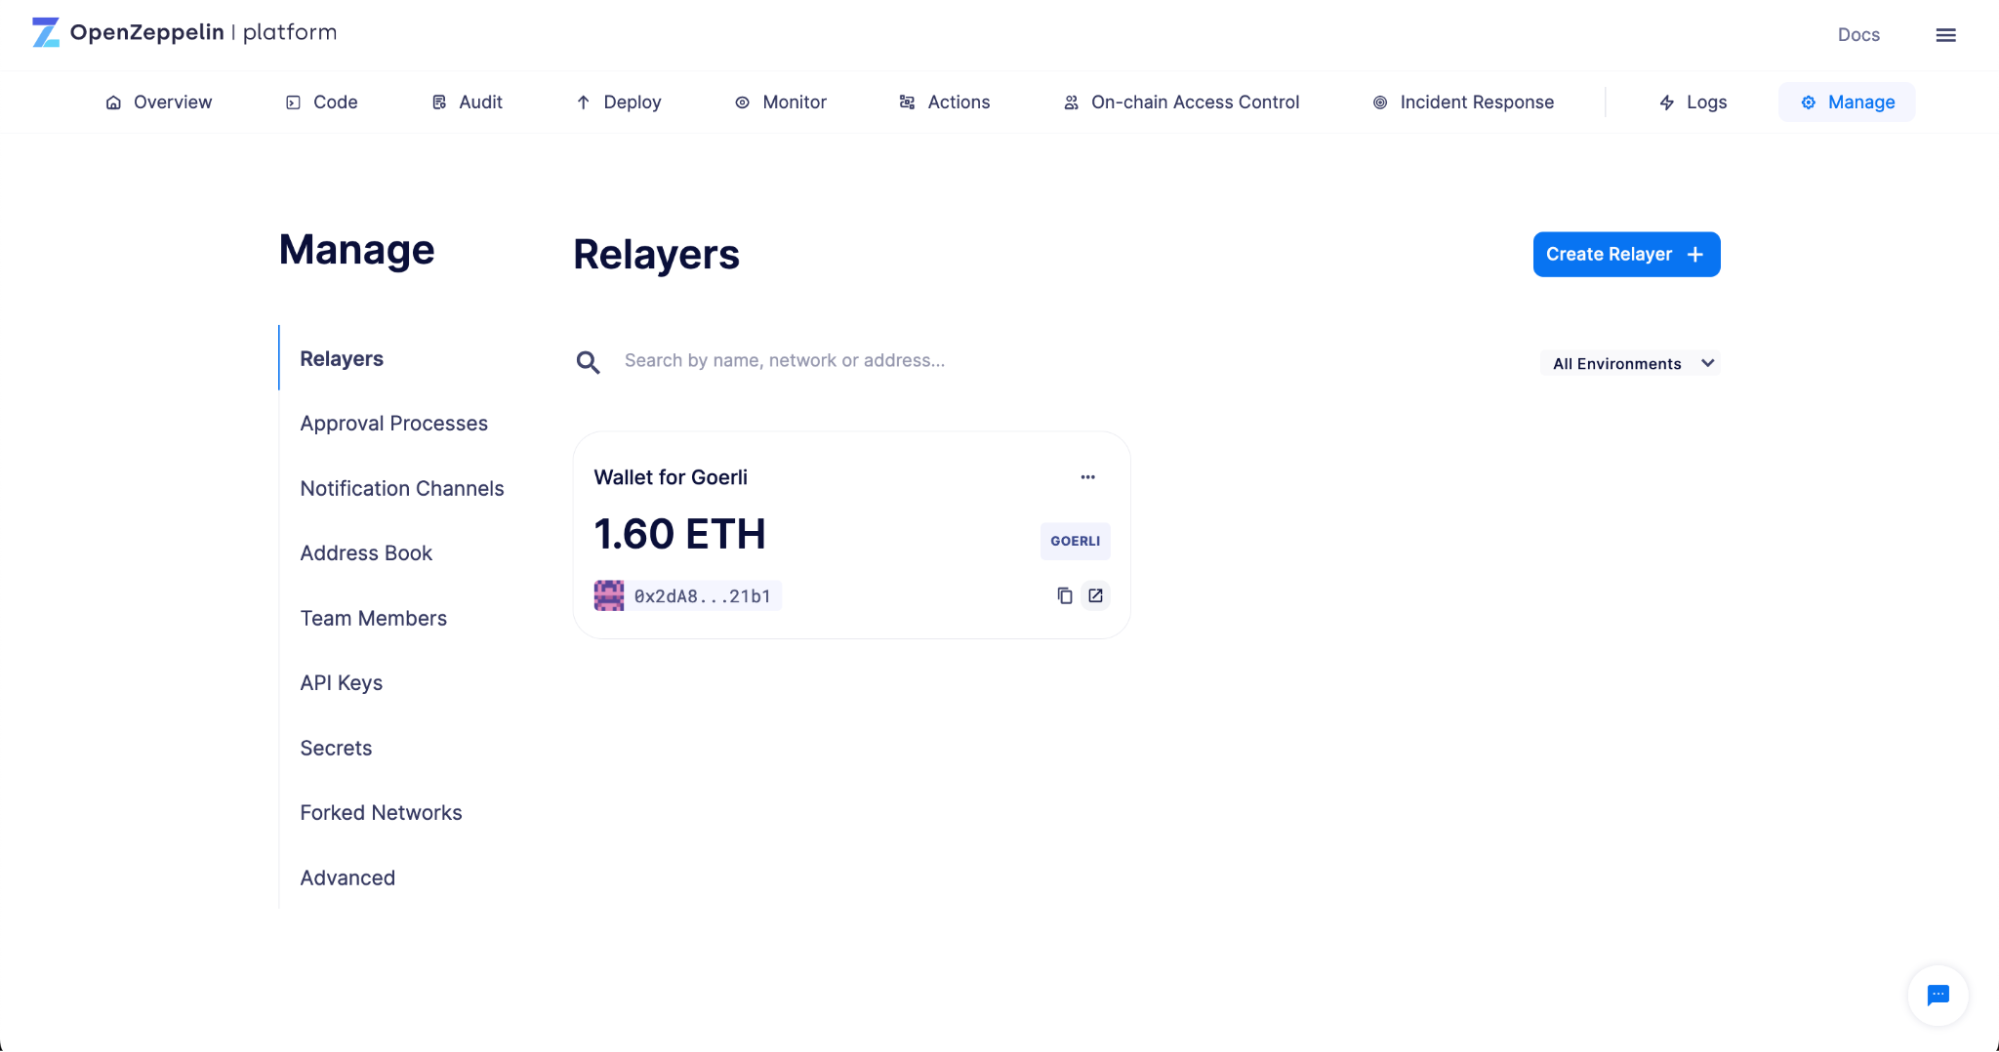 OpenZeppelin | platform
Docs
Overview
Code
Audit
Deploy
Monitor
Actions
On-chain Access Control
Incident Response
Logs
Manage
Manage
Relayers
Approval Processes
Notification Channels
Address Book
Team Members
API Keys
Secrets
Forked Networks
Advanced
Relayers
Create Relayer +
Search by name, network or address...
All Environments
Wallet for Goerli
1.60 ETH
GOERLI
0x2dA8...21b1